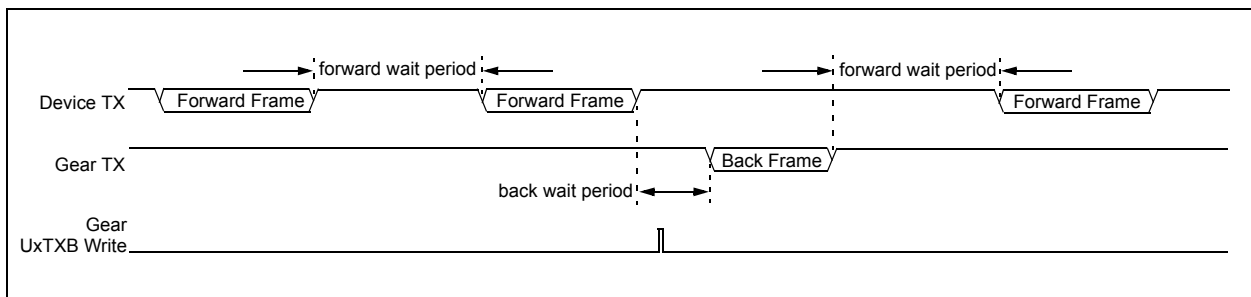 forward wait period
forward wait period
Device TX
Forward Frame
Forward Frame
Forward Frame
Gear TX
Back Frame
back wait period
Gear
UxTXB Write